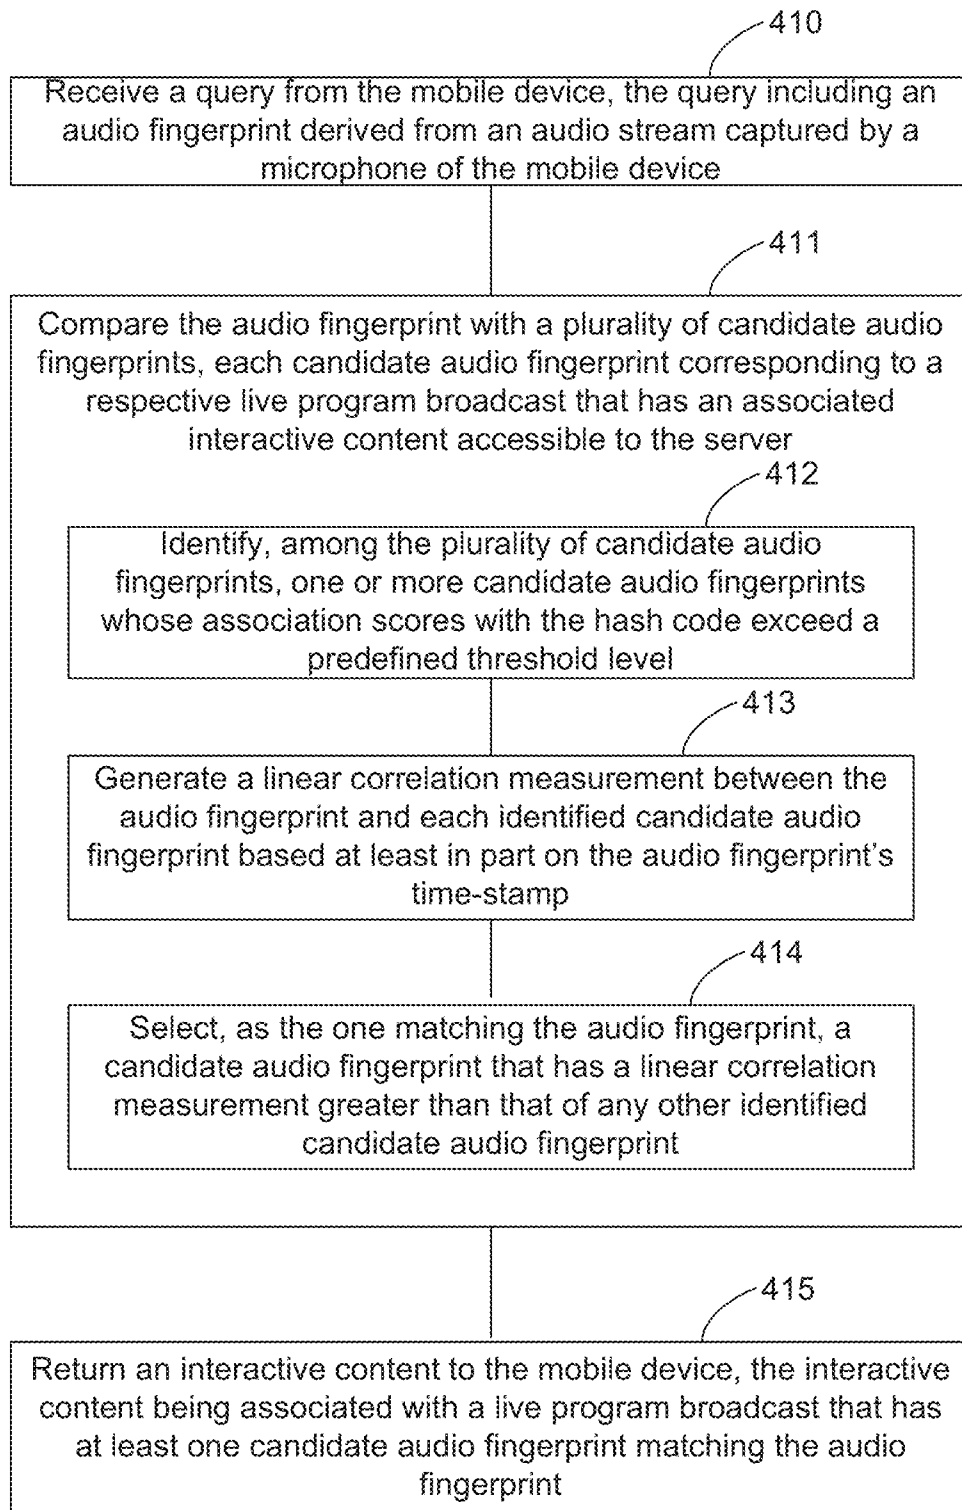 410
Receive a query from the mobile device, the query including an
audio fingerprint derived from an audio stream captured by a
microphone of the mobile device
411
Compare the audio fingerprint with a plurality of candidate audio
fingerprints, each candidate audio fingerprint corresponding to a
respective live program broadcast that has an associated
interactive content accessible to the server
412
Identify, among the plurality of candidate audio
fingerprints, one or more candidate audio fingerprints
whose association scores with the hash code exceed a
predefined threshold level
413
Generate a linear correlation measurement between the
audio fingerprint and each identified candidate audio
fingerprint based at least in part on the audio fingerprint's
time-stamp
414
Select, as the one matching the audio fingerprint, a
candidate audio fingerprint that has a linear correlation
measurement greater than that of any other identified
candidate audio fingerprint
415
Return an interactive content to the mobile device, the interactive
content being associated with a live program broadcast that has
at least one candidate audio fingerprint matching the audio
fingerprint